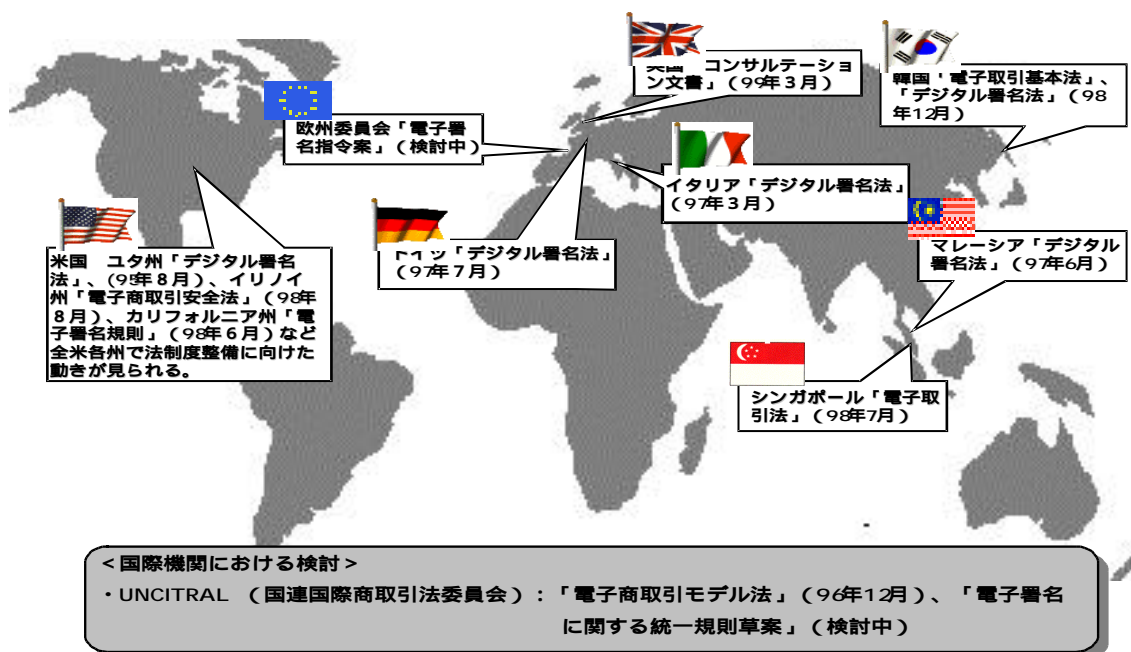 コンサルテーショ
ン文書」（99年３月）
韓国「電子取引基本法」、
「デジタル署名法」（98
年12月）
欧州委員会「電子署
名指令案」（検討中）
イタリア「デジタル署名法」
（97年３月）
マレーシア「デジタル
署名法」（97年6月）
ドイツ「デジタル署名法」
（97年７月）
米国　ユタ州「デジタル署名
法」、（95年８月）、イリノイ
州「電子商取引安全法」（98年
８月）、カリフォルニア州「電
子署名規則」（98年６月）など
全米各州で法制度整備に向けた
動きが見られる。
シンガポール「電子取
引法」（98年7月）
＜国際機関における検討＞
・UNCITRAL　（国連国際商取引法委員会）：「電子商取引モデル法」（96年12月）、「電子署名
に関する統一規則草案」（検討中）